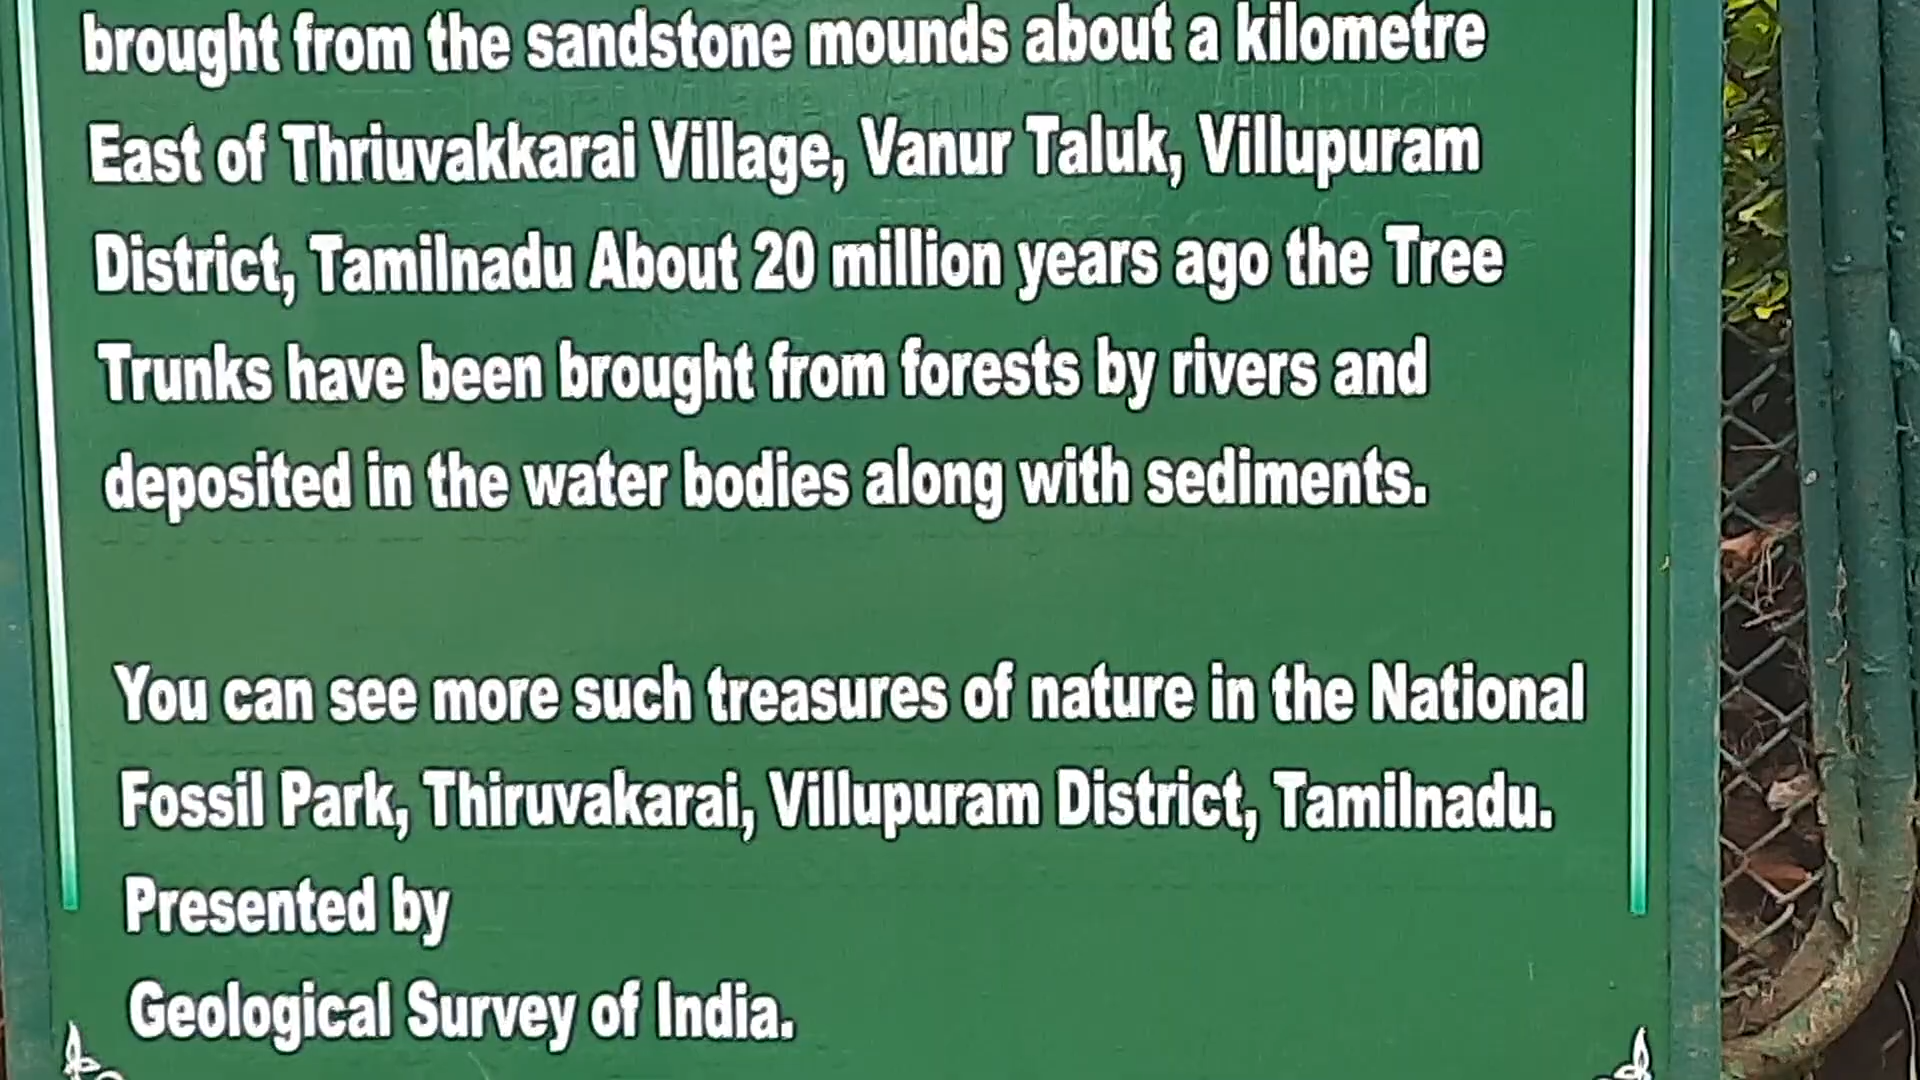 brought from the sandstone mounds about a kilometre
East of Thriuvakkarai Village, Vanur Taluk, Villupuram
District, Tamilnadu About 20 million years ago the Tree
Trunks have been brought from forests by rivers and
deposited in the water bodies along with sediments.
You can see more such treasures of nature in the National
Fossil Park, Thiruvakarai, Villupuram District, Tamilnadu.
Presented by
Geological Survey of India.